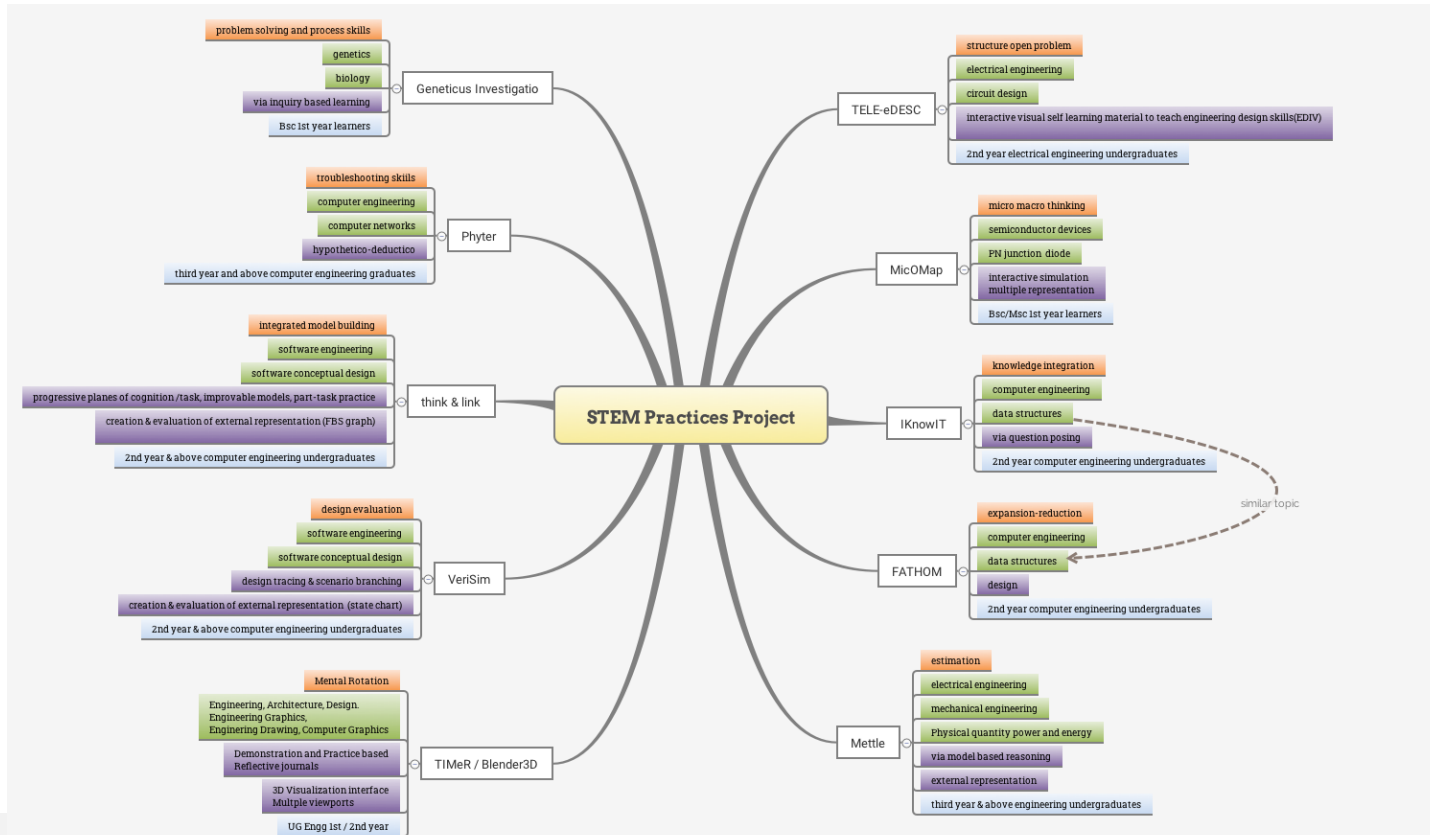 STEM Practices Project
Geneticus Investigatio
problem solving and process skills
genetics
biology
via inquiry based learning
Bsc 1st year learners
Phyter
troubleshooting skiils
computer engineering
computer networks
hypothetico-deductico
third year and above computer engineering graduates
think & link
integrated model building
software engineering
software conceptual design
progressive planes of cognition /task, improvable models, part-task practice
creation & evaluation of external representation (FBS graph)
2nd year & above computer engineering undergraduates
VeriSim
design evaluation
software engineering
software conceptual design
design tracing & scenario branching
creation & evaluation of external representation (state chart)
2nd year & above computer engineering undergraduates
TIMeR / Blender3D
Mental Rotation
Engineering, Architecture, Design.
Engineering Graphics,
Enginering Drawing, Computer Graphics
Demonstration and Practice based
Reflective journals
3D Visualization interface
Multple viewports
UG Engg 1st / 2nd year
TELE-eDESC
structure open problem
electrical engineering
circuit design
interactive visual self learning material to teach engineering design skills(EDIV)
2nd year electrical engineering undergraduates
MicOMap
micro macro thinking
semiconductor devices
PN junction diode
interactive simulation
multiple representation
Bsc/Msc 1st year learners
IKnowIT
knowledge integration
computer engineering
data structures
via question posing
2nd year computer engineering undergraduates
similar topic
FATHOM
expansion-reduction
computer engineering
data structures
design
2nd year computer engineering undergraduates
Mettle
estimation
electrical engineering
mechanical engineering
Physical quantity power and energy
via model based reasoning
external representation
third year & above engineering undergraduates